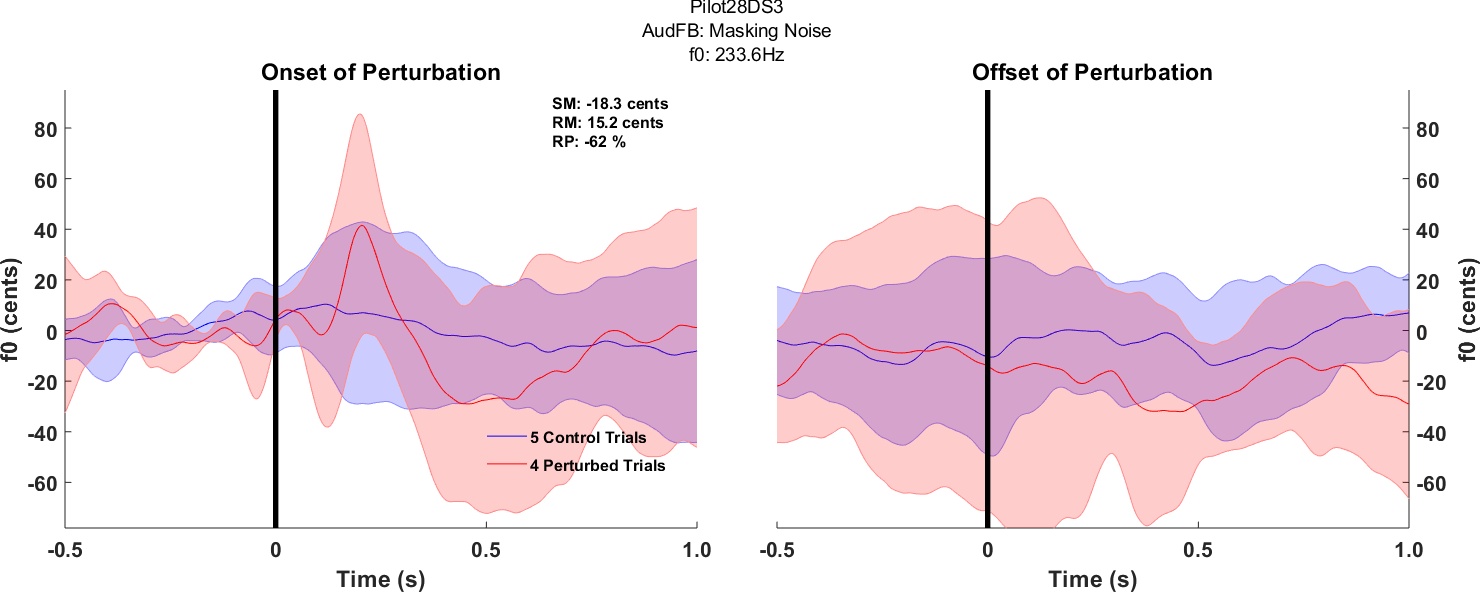 Pilot28DS3
AudFB: Masking Noise
f0: 233.6Hz
Onset of Perturbation
SM: -18.3 cents
RM: 15.2 cents
RP: -62 %
80
60
40
20
0
-20
-40
-60
f0 (cents)
5 Control Trials
4 Perturbed Trials
-0.5
0
0.5
1.0
Time (s)
Offset of Perturbation
80
60
40
20
0
-20
-40
-60
f0 (cents)
-0.5
0
0.5
1.0
Time (s)